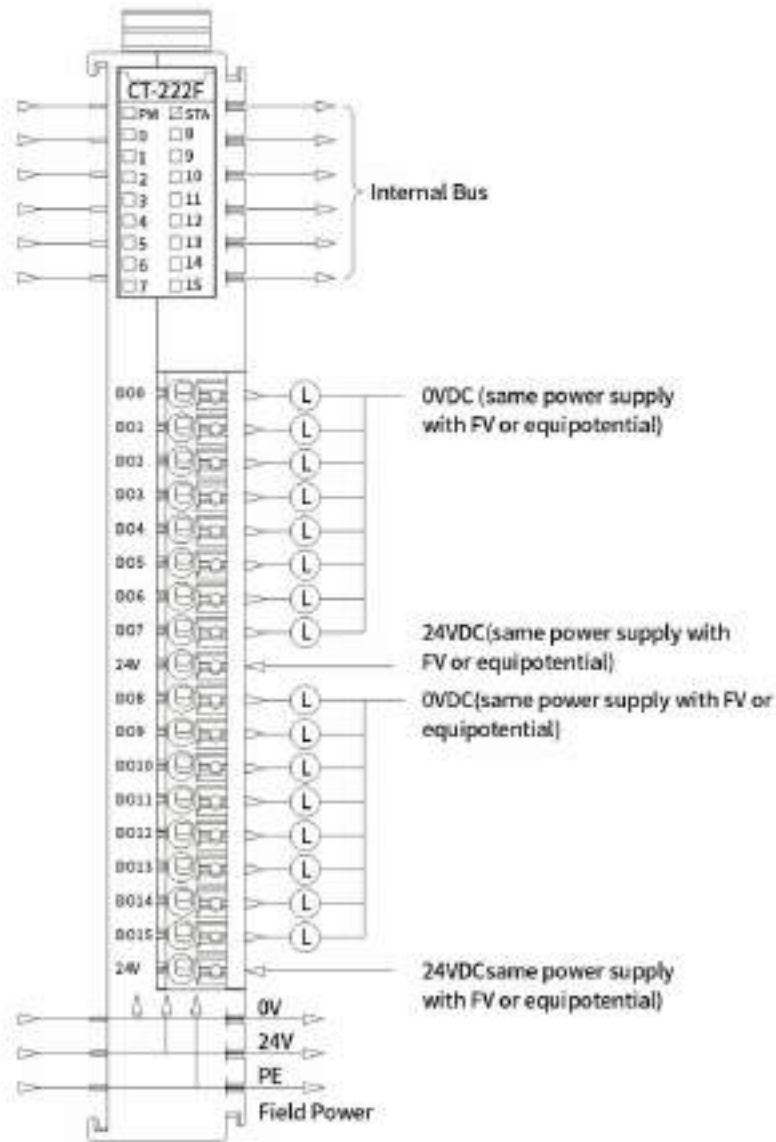 CT-222F
PW STA
0 8
1 9
2 10
3 11
4 12
5 13
6 14
7 15
Internal Bus
DO0 L 0VDC (same power supply
with FV or equipotential)
DO1 L
DO2 L
DO3 L
DO4 L
DO5 L
DO6 L
DO7 L 24VDC(same power supply with
FV or equipotential)
24V
DO8 L 0VDC(same power supply with FV or
equipotential)
DO9 L
DO10 L
DO11 L
DO12 L
DO13 L
DO14 L
DO15 L
24V 24VDCsame power supply
with FV or equipotential)
0V
24V
PE
Field Power